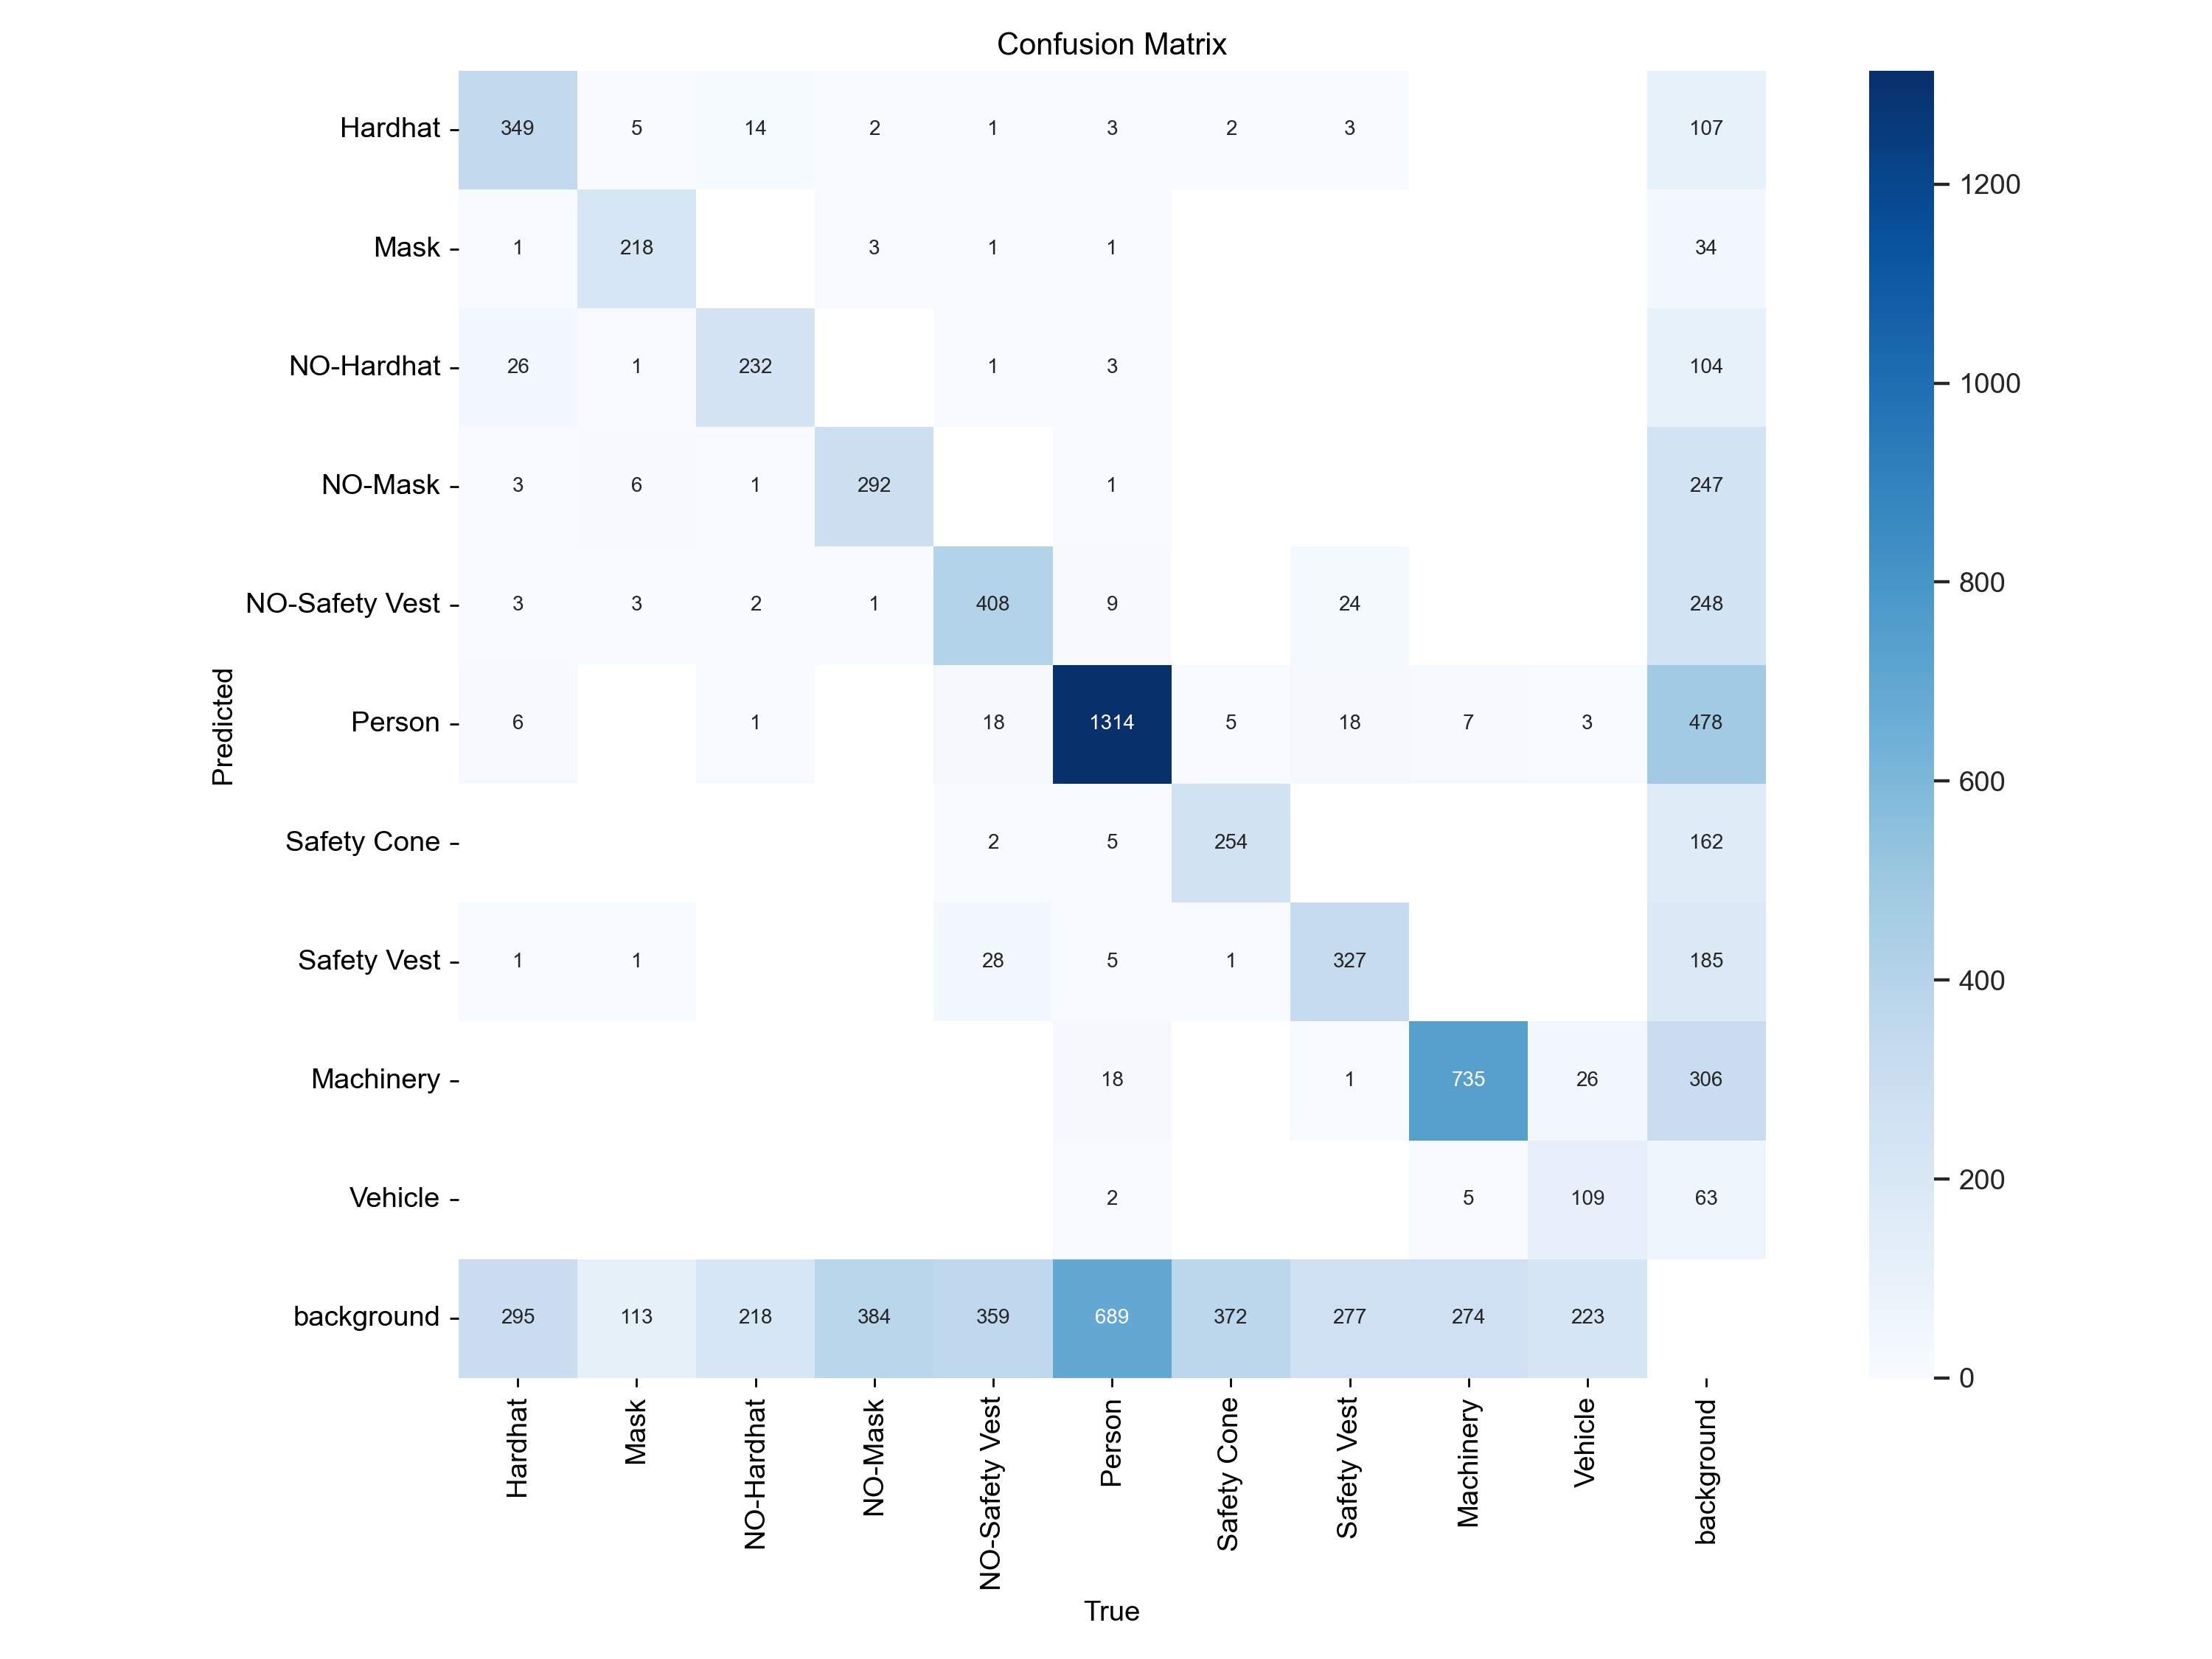 Confusion Matrix
Hardhat 349 5 14 2 1 3 2 3 107
Mask 1 218 3 1 1 34
NO-Hardhat 26 1 232 1 3 104
NO-Mask 3 6 1 292 1 247
NO-Safety Vest 3 3 2 1 408 9 24 248
Person 6 1 18 1314 5 18 7 3 478
Safety Cone 2 5 254 162
Safety Vest 1 1 28 5 1 327 185
Machinery 18 1 735 26 306
Vehicle 2 5 109 63
background 295 113 218 384 359 689 372 277 274 223
Predicted
Hardhat
Mask
NO-Hardhat
NO-Mask
NO-Safety Vest
Person
Safety Cone
Safety Vest
Machinery
Vehicle
background
True
1200
1000
800
600
400
200
0